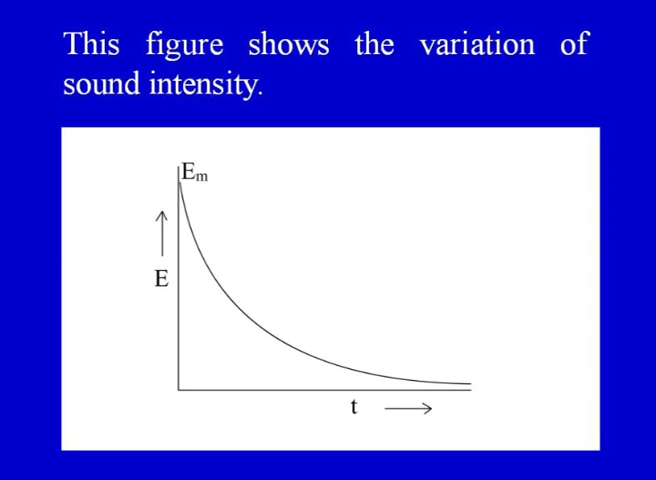 This figure shows the variation of
sound intensity.
Em
E
t